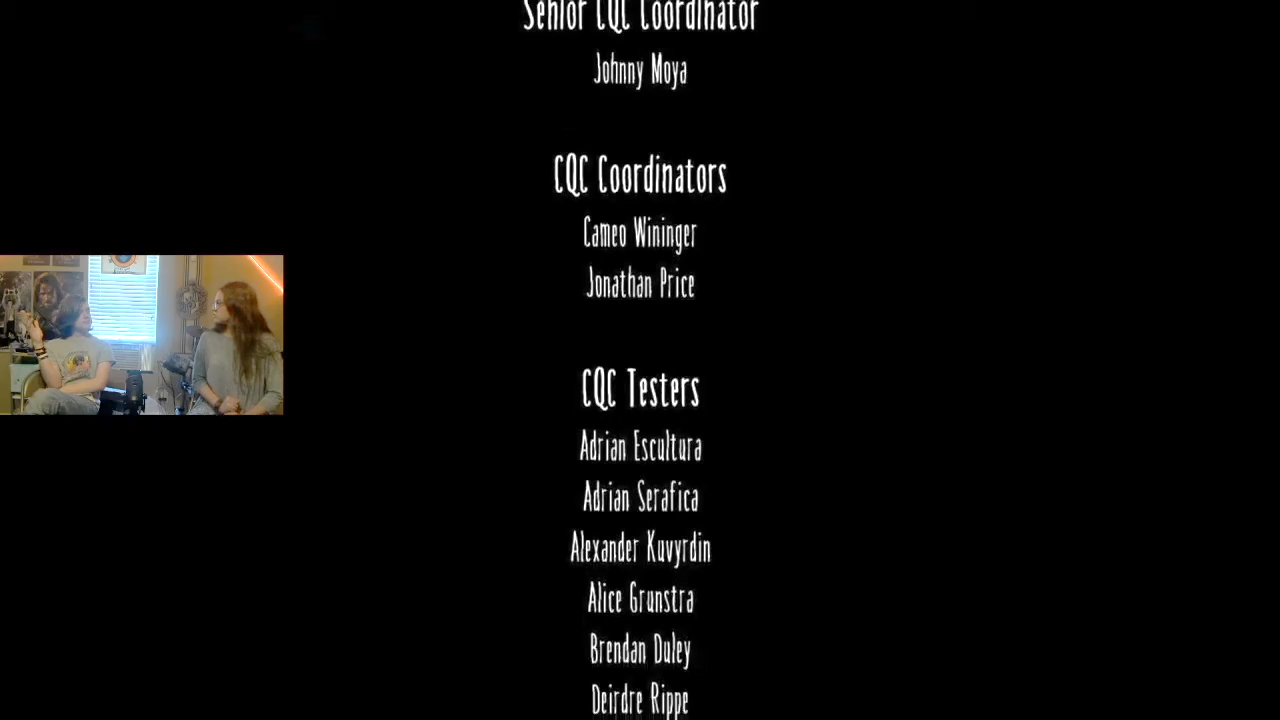 Senior CQC Coordinator
Johnny Moya
CQC Coordinators
Cameo Wininger
Jonathan Price
CQC Testers
Adrian Escultura
Adrian Serafica
Alexander Kuvyrdin
Alice Grunstra
Brendan Duley
Deirdre Rippe